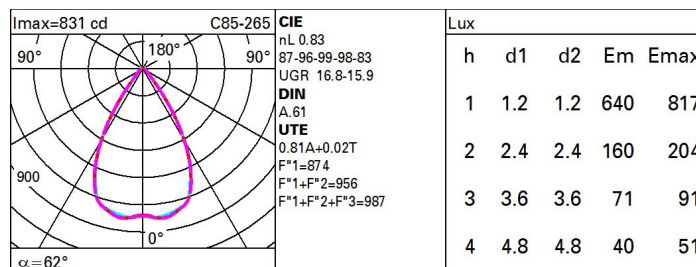 Imax=831 cd C85-265
90° 180° 90°
900
0°
α=62°
CIE
nL 0.83
87-96-99-98-83
UGR 16.8-15.9
DIN
A.61
UTE
0.81A+0.02T
F"1=874
F"1+F"2=956
F"1+F"2+F"3=987
Lux
h d1 d2 Em Emax
1 1.2 1.2 640 817
2 2.4 2.4 160 204
3 3.6 3.6 71 91
4 4.8 4.8 40 51